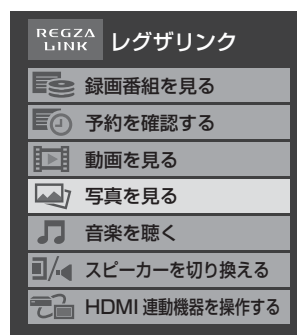 REGZA
LINK
レグザリンク
録画番組を見る
予約を確認する
動画を見る
写真を見る
音楽を聴く
スピーカーを切り換える
HDMI 連動機器を操作する